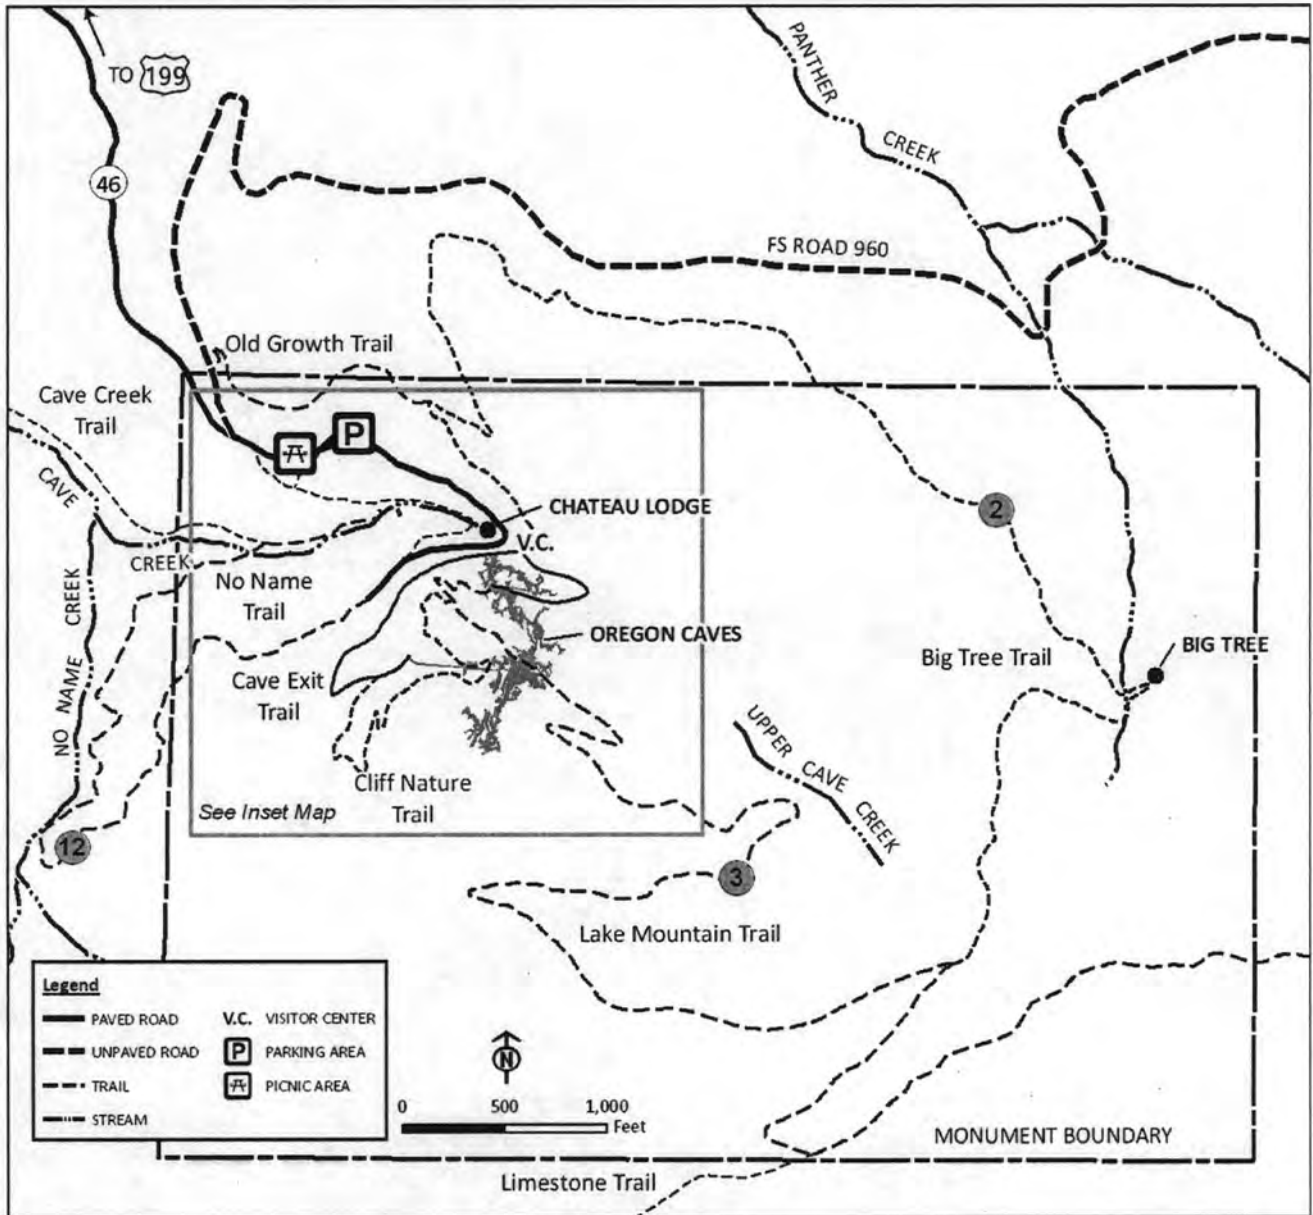 TO 199
PANTHER
CREEK
46
FS ROAD 960
Old Growth Trail
Cave Creek
Trail
P
CAVE
CREEK
2
CHATEAU LODGE
V.C.
No Name
Trail
NO NAME CREEK
OREGON CAVES
Big Tree Trail
BIG TREE
Cave Exit
Trail
UPPER CAVE CREEK
Cliff Nature
Trail
See Inset Map
12
3
Lake Mountain Trail
Legend
PAVED ROAD
V.C. VISITOR CENTER
UNPAVED ROAD
P PARKING AREA
TRAIL
PICNIC AREA
STREAM
N
0 500 1,000
Feet
MONUMENT BOUNDARY
Limestone Trail